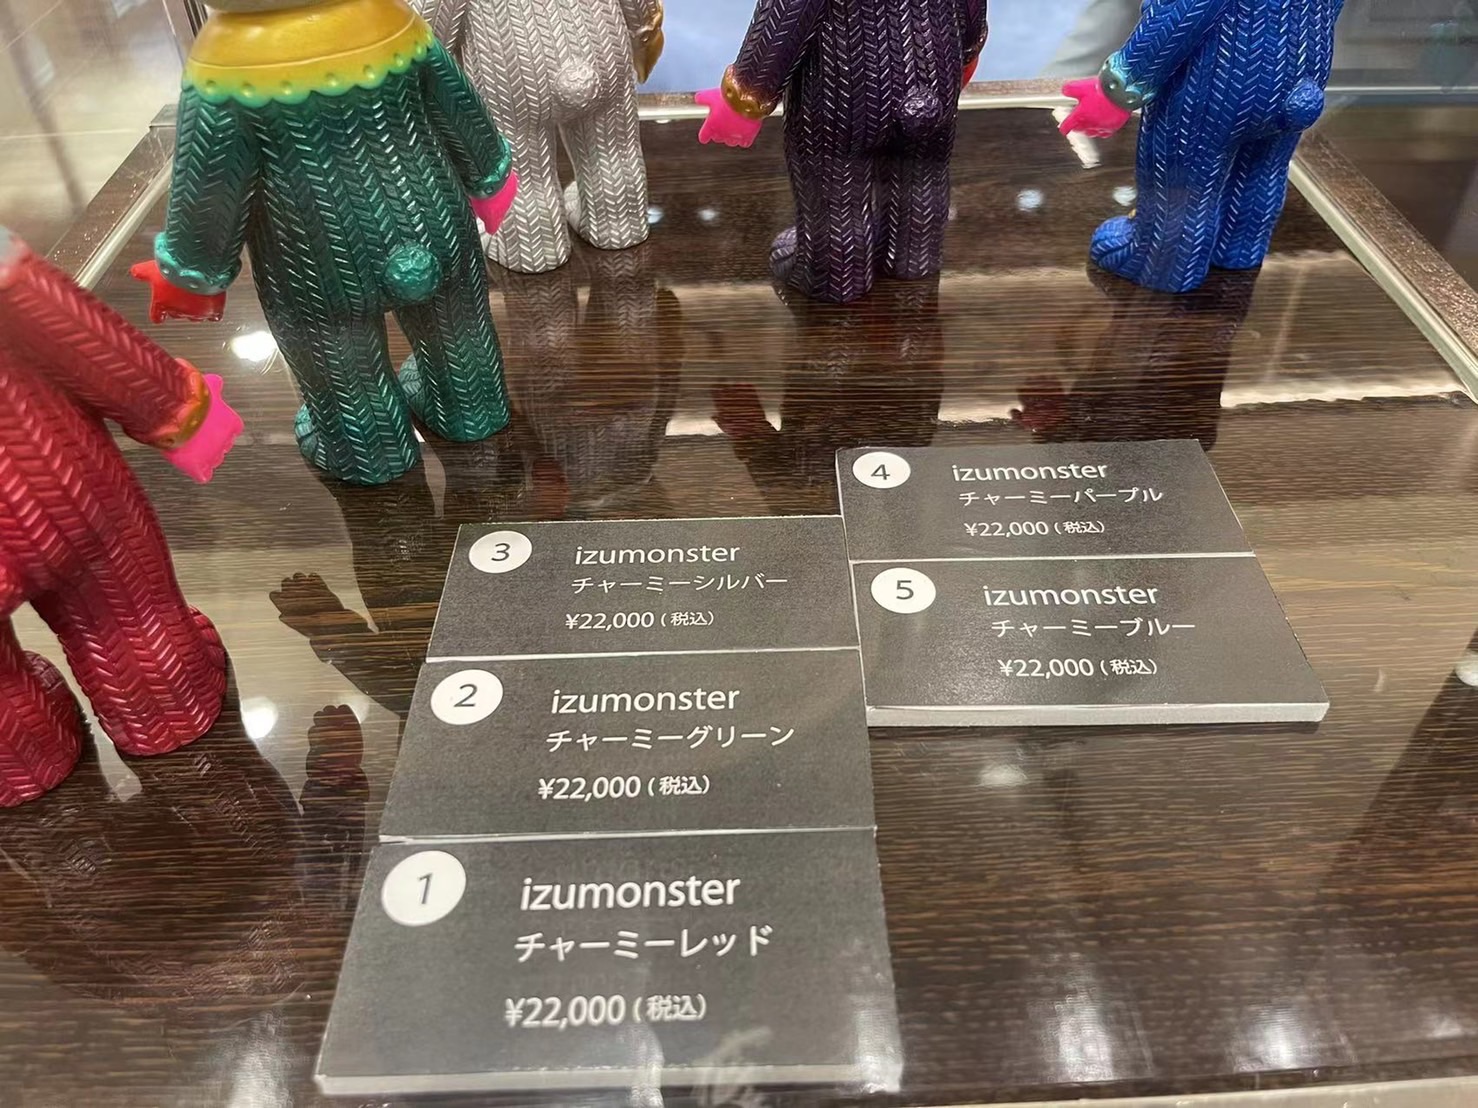 4
izumonster
チャーミーパープル
¥22,000(税込)
3
izumonster
チャーミーシルバー
¥22,000(税込)
5
izumonster
チャーミーブルー
¥22,000(税込)
2
izumonster
チャーミーグリーン
¥22,000(税込)
1
izumonster
チャーミーレッド
¥22,000(税込)